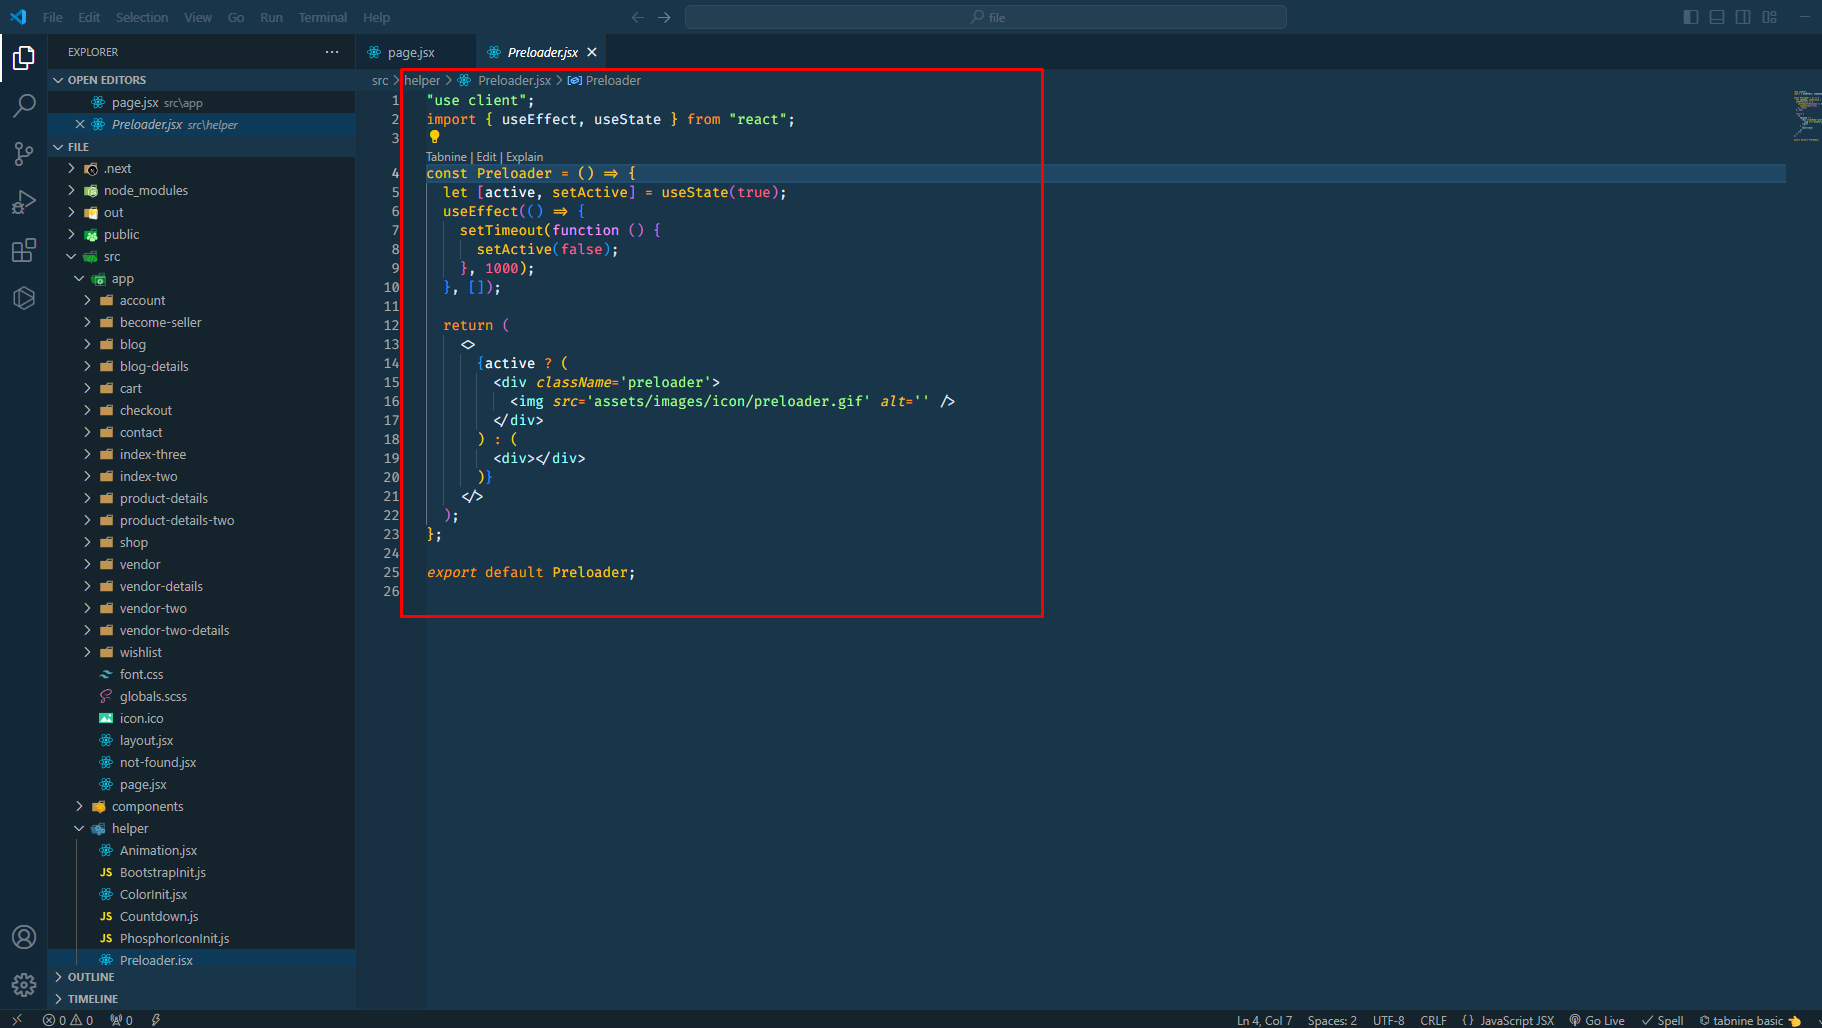 File Edit Selection View Go Run Terminal Help
file
EXPLORER
OPEN EDITORS
page.jsx src\app
Preloader.jsx src\helper
FILE
.next
node_modules
out
public
src
app
account
become-seller
blog
blog-details
cart
checkout
contact
index-three
index-two
product-details
product-details-two
shop
vendor
vendor-details
vendor-two
vendor-two-details
wishlist
font.css
globals.scss
icon.ico
layout.jsx
not-found.jsx
page.jsx
components
helper
Animation.jsx
JS BootstrapInit.js
ColorInit.jsx
JS Countdown.js
JS PhosphorIconInit.js
Preloader.jsx
OUTLINE
TIMELINE
page.jsx Preloader.jsx
src > helper > Preloader.jsx > Preloader
1 "use client";
2 import { useEffect, useState } from "react";
3
Tabnine | Edit | Explain
4 const Preloader = () => {
5 let [active, setActive] = useState(true);
6 useEffect(() => {
7 setTimeout(function () {
8 setActive(false);
9 }, 1000);
10 }, []);
11
12 return (
13 <>
14 {active ? (
15 <div className='preloader'>
16 <img src='assets/images/icon/preloader.gif' alt='' />
17 </div>
18 ) : (
19 <div></div>
20 )}
21 </>
22 );
23 };
24
25 export default Preloader;
26
0 0 0 Ln 4, Col 7 Spaces: 2 UTF-8 CRLF {} JavaScript JSX Go Live Spell tabnine basic